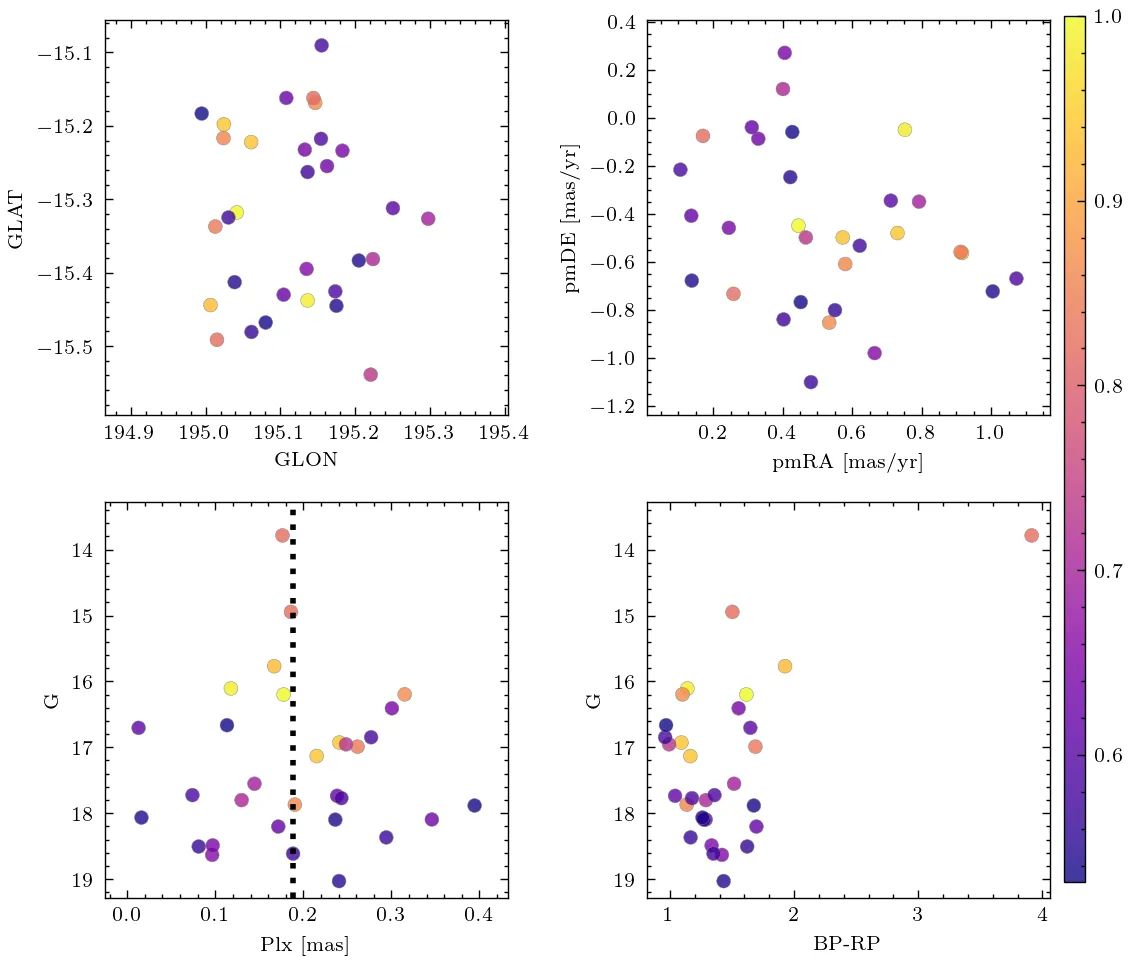 −15.1
−15.2
−15.3
−15.4
−15.5
GLAT
194.9 195.0 195.1 195.2 195.3 195.4
GLON
0.4
0.2
0.0
−0.2
−0.4
−0.6
−0.8
−1.0
−1.2
pmDE [mas/yr]
0.2 0.4 0.6 0.8 1.0
pmRA [mas/yr]
14
15
16
17
18
19
G
0.0 0.1 0.2 0.3 0.4
Plx [mas]
14
15
16
17
18
19
G
1 2 3 4
BP-RP
1.0
0.9
0.8
0.7
0.6